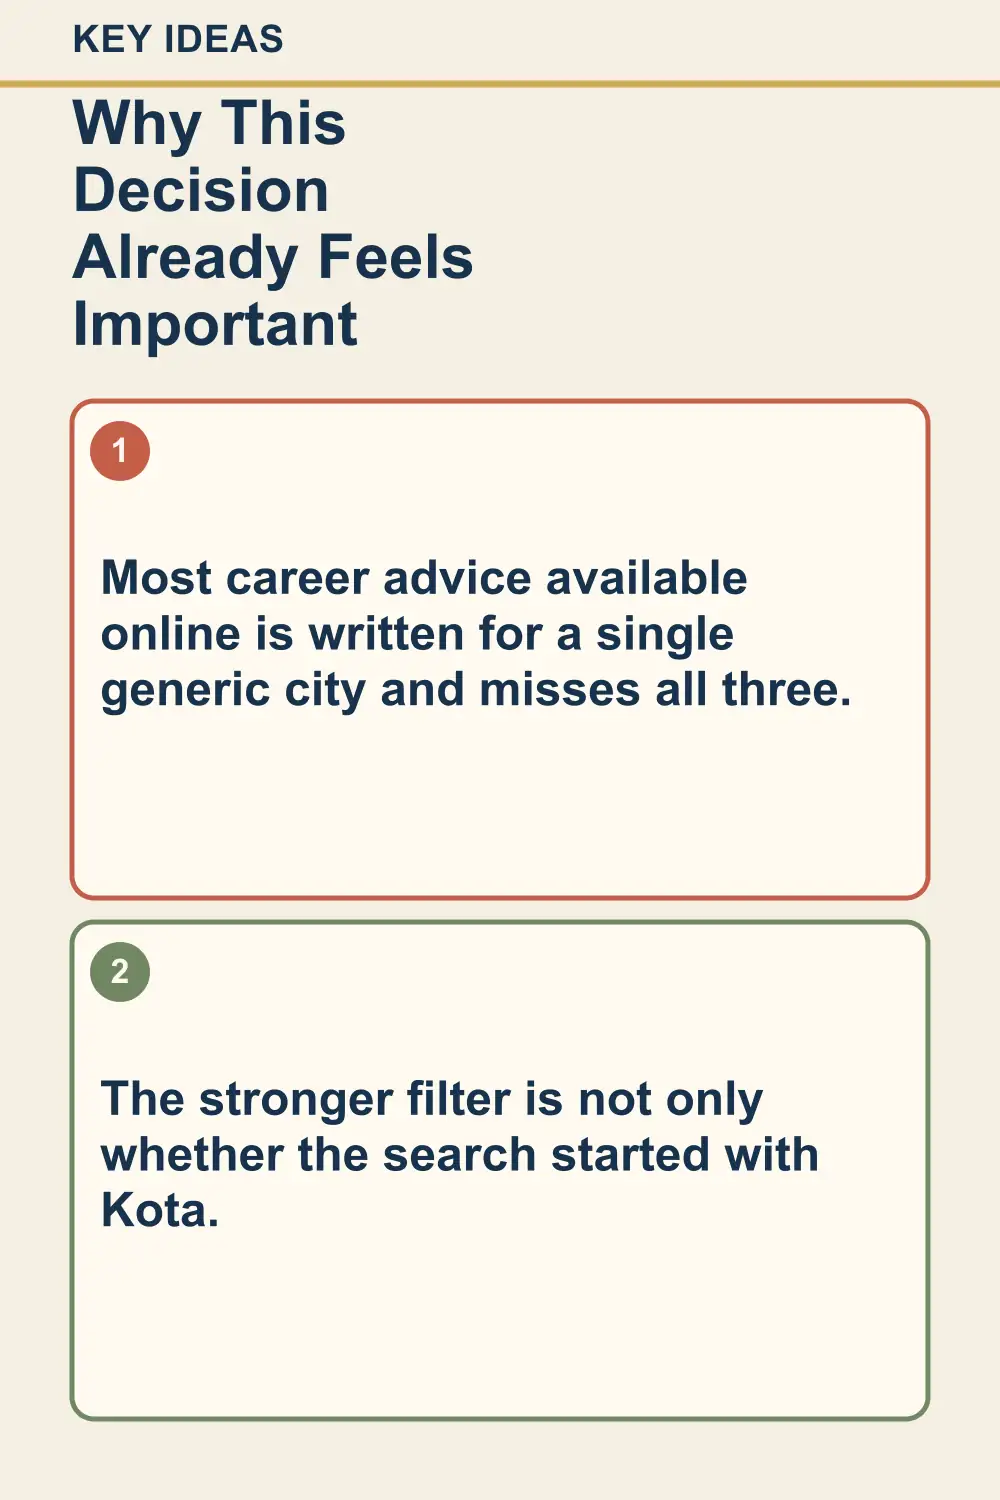 KEY IDEAS
Why This
Decision
Already Feels
Important
1
Most career advice available
online is written for a single
generic city and misses all three.
2
The stronger filter is not only
whether the search started with
Kota.